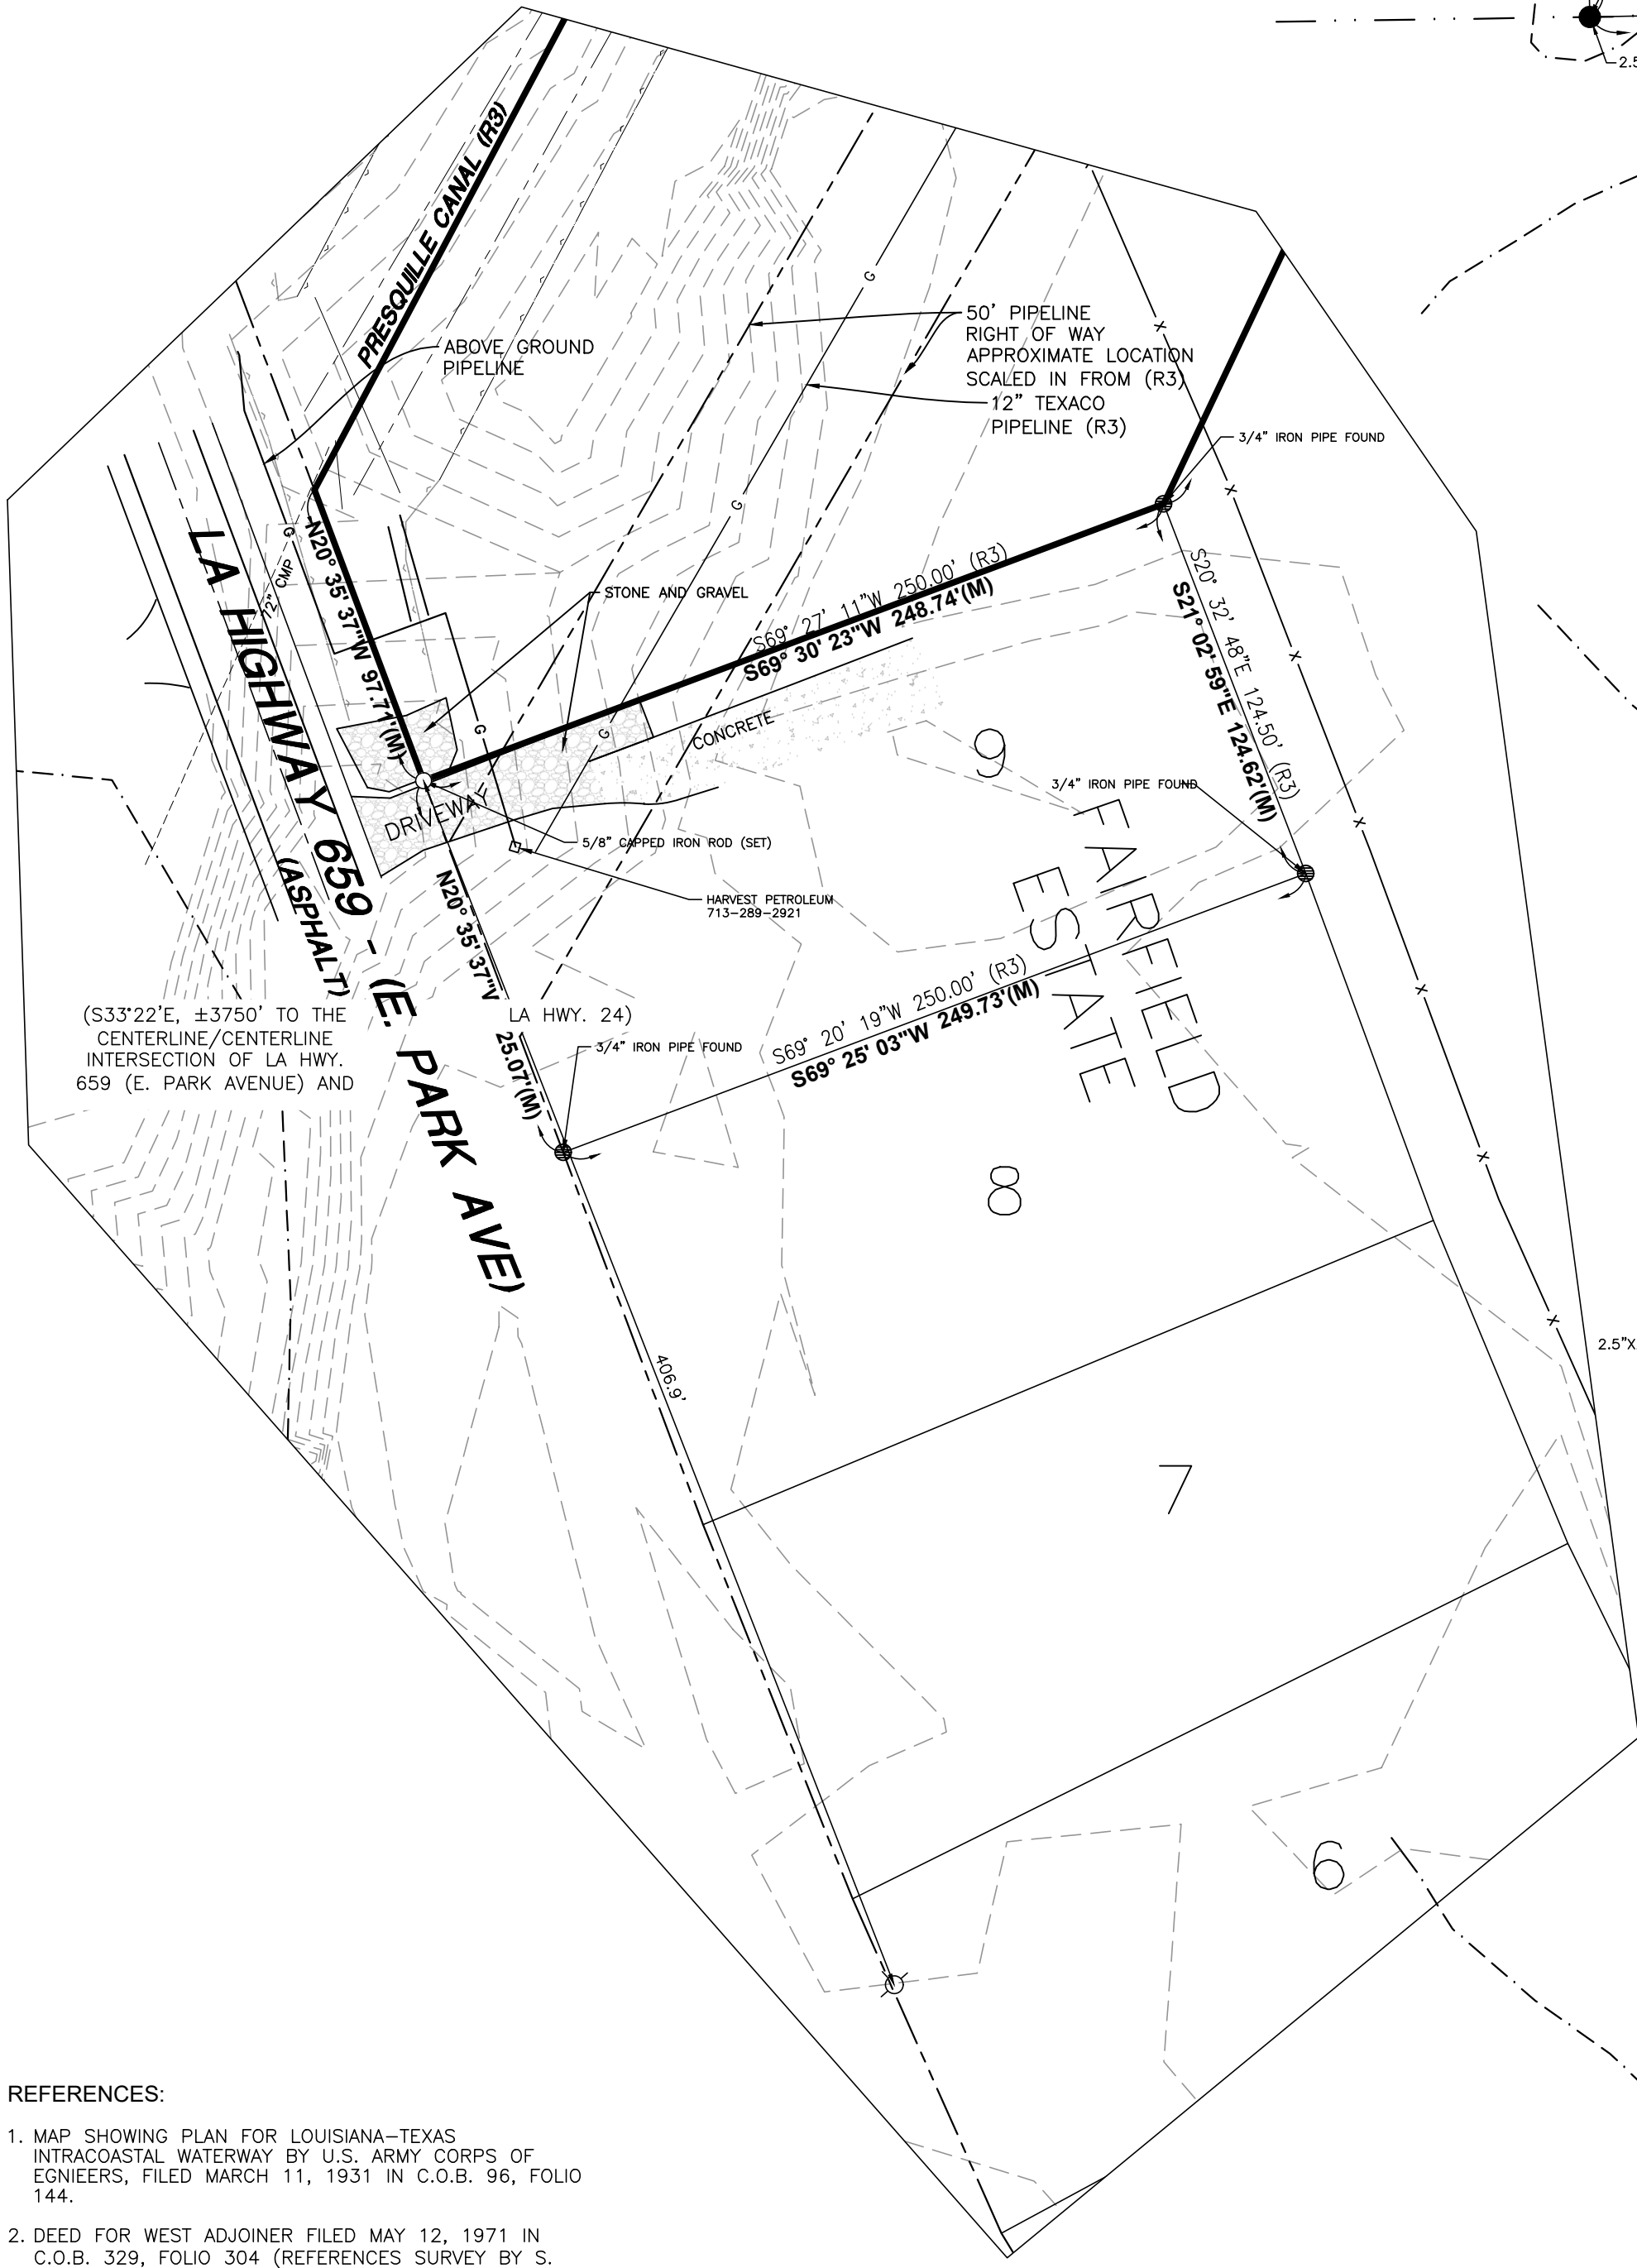 2.5
PRESQUILLE CANAL (R3)
ABOVE GROUND
PIPELINE
50' PIPELINE
RIGHT OF WAY
APPROXIMATE LOCATION
SCALED IN FROM (R3)
12" TEXACO
PIPELINE (R3)
3/4" IRON PIPE FOUND
G
X
N20° 35' 37"W 97.71'(M)
72" CMP
STONE AND GRAVEL
S69° 27' 11"W 250.00' (R3)
S69° 30' 23"W 248.74'(M)
S20° 32' 48"E 124.50' (R3)
S21° 02' 59"E 124.62'(M)
X
G
X
G
G
X
CONCRETE
9
3/4" IRON PIPE FOUND
G
X
DRIVEWAY
5/8" CAPPED IRON ROD (SET)
HARVEST PETROLEUM
713-289-2921
LA HIGHWAY 659 - (E. PARK AVE)
(ASPHALT)
FAIRFIELD
ESTATE
N20° 35' 37"
25.07'(M)
(S33°22'E, ±3750' TO THE
CENTERLINE/CENTERLINE
INTERSECTION OF LA HWY.
659 (E. PARK AVENUE) AND
LA HWY. 24)
3/4" IRON PIPE FOUND
S69° 20' 19"W 250.00' (R3)
S69° 25' 03"W 249.73'(M)
X
X
8
X
2.5"X
406.9'
7
6
REFERENCES:
1. MAP SHOWING PLAN FOR LOUISIANA-TEXAS
INTRACOASTAL WATERWAY BY U.S. ARMY CORPS OF
EGNIEERS, FILED MARCH 11, 1931 IN C.O.B. 96, FOLIO
144.
2. DEED FOR WEST ADJOINER FILED MAY 12, 1971 IN
C.O.B. 329, FOLIO 304 (REFERENCES SURVEY BY S.